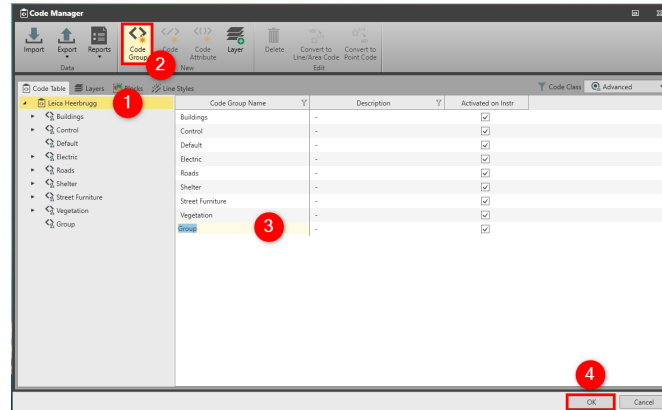 Code Manager
Import Export Reports Code Group Code Code Attribute Layer Delete Convert to Line/Area Code Convert to Point Code
Data New Edit
2
Code Table Layers Blocks Line Styles Code Class Advanced
1
Leica Heerbrugg Code Group Name Description Activated on Instr
Buildings Buildings -
Control Control -
Default Default -
Electric Electric -
Roads Roads -
Shelter Shelter -
Street Furniture Street Furniture -
Vegetation Vegetation -
Group Group -
3
4
OK Cancel